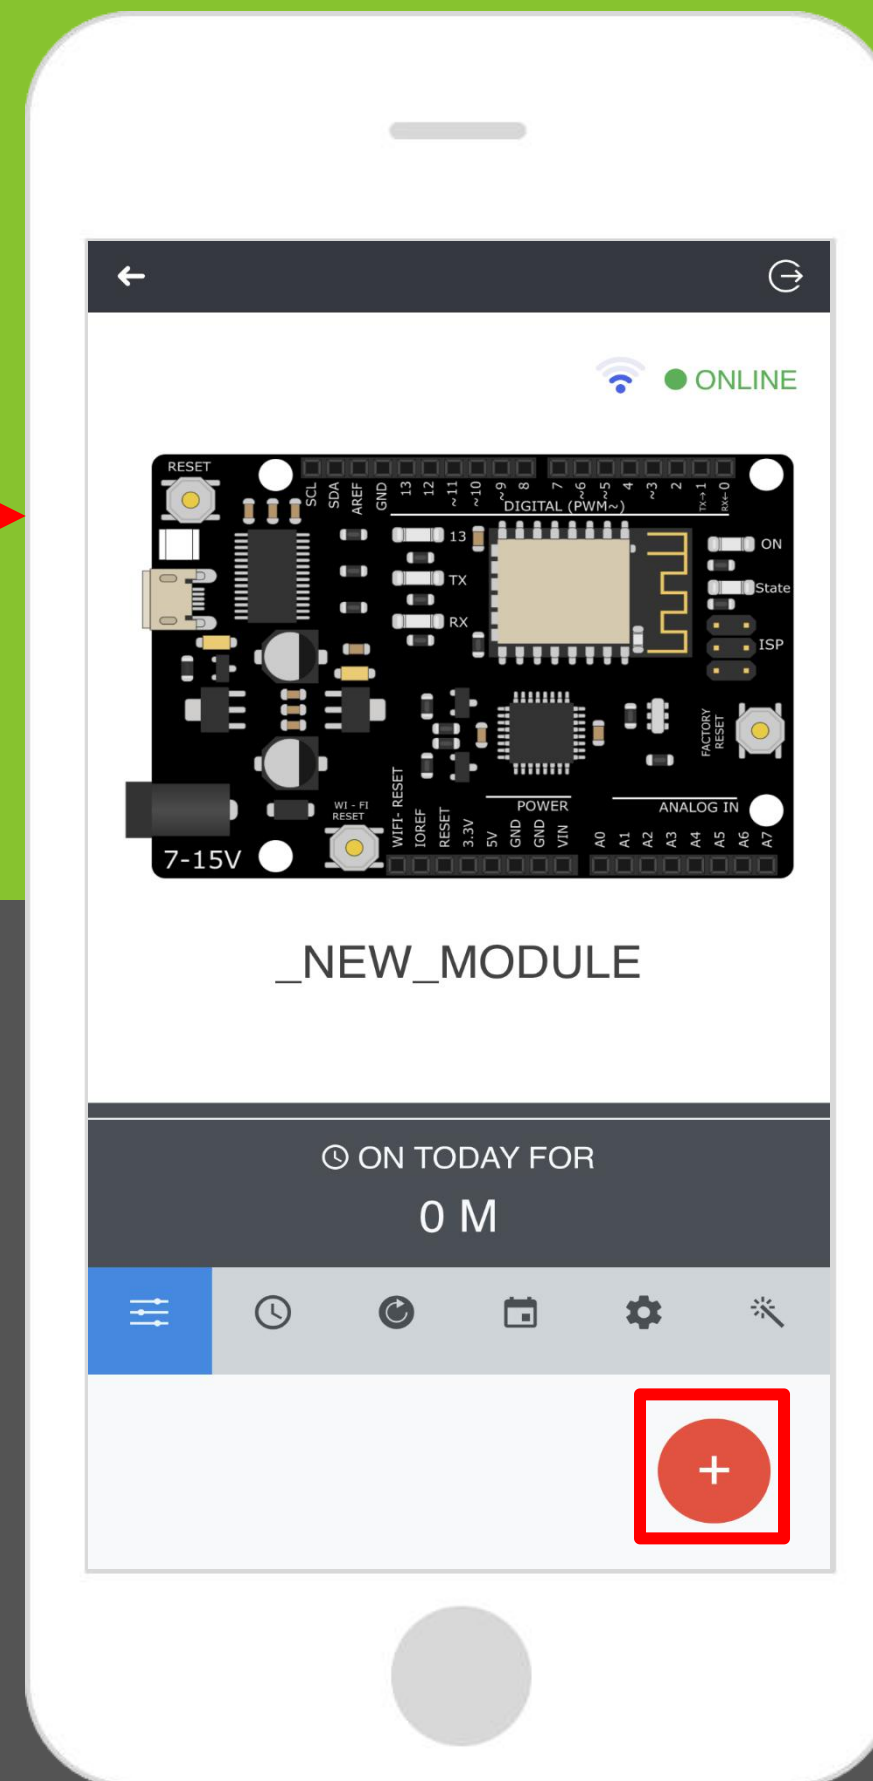 ONLINE
RESET
SCL
SDA
AREF
GND
13
12
~11
~10
~9
8
7
~6
~5
4
~3
2
TX→1
RX←0
DIGITAL (PWM~)
13
TX
RX
ON
State
ISP
FACTORY
RESET
WI - FI
RESET
7-15V
POWER
ANALOG IN
WIFI- RESET
IOREF
RESET
3.3V
5V
GND
GND
VIN
A0
A1
A2
A3
A4
A5
A6
A7
_NEW_MODULE
ON TODAY FOR
0 M